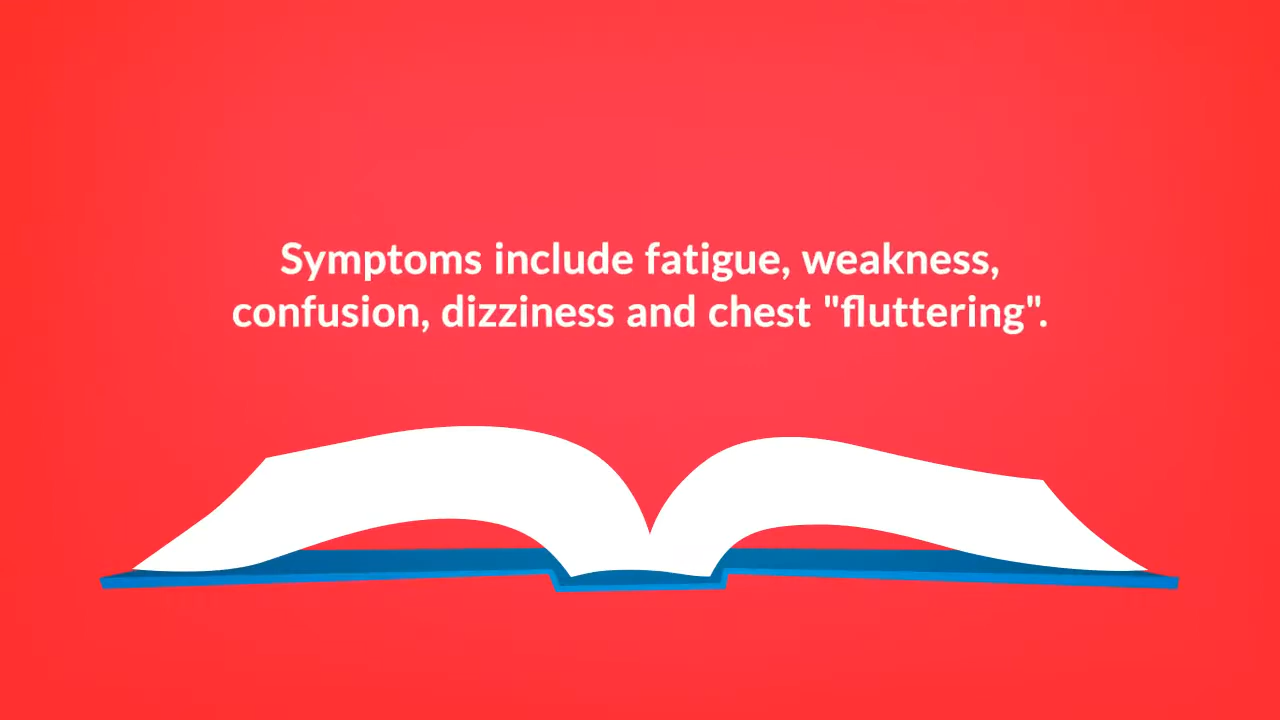 Symptoms include fatigue, weakness,
confusion, dizziness and chest "fluttering".